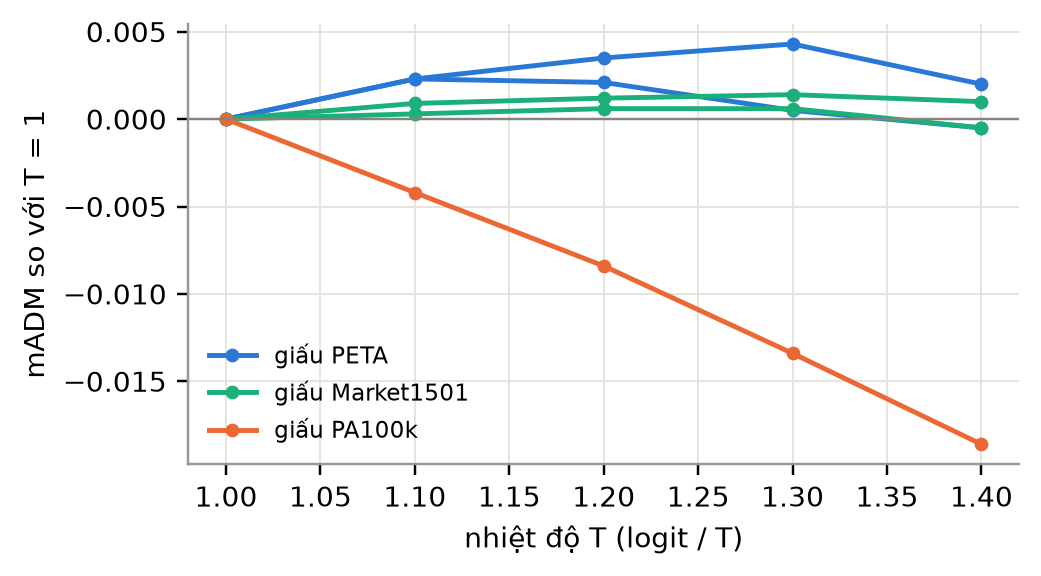 0.005
0.000
−0.005
−0.010
−0.015
mADM so với T = 1
giấu PETA
giấu Market1501
giấu PA100k
1.00 1.05 1.10 1.15 1.20 1.25 1.30 1.35 1.40
nhiệt độ T (logit / T)